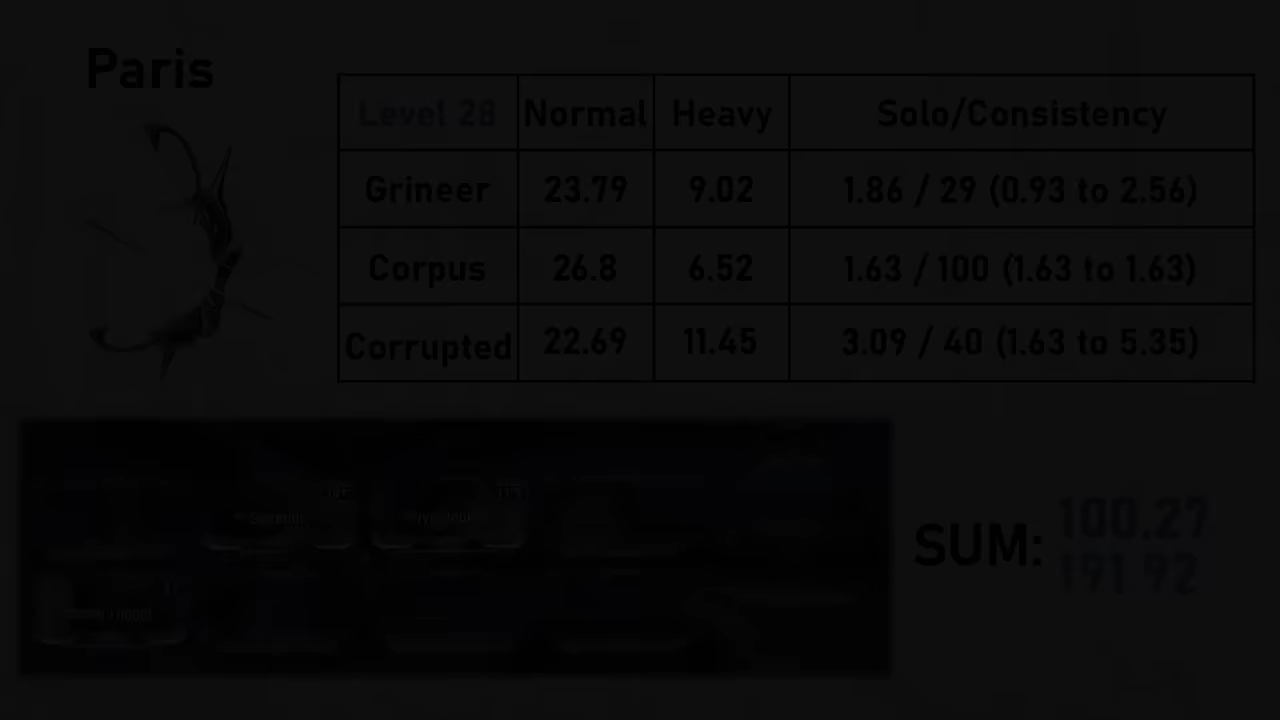 Paris
Level 28 Normal Heavy Solo/Consistency
Grineer 23.79 9.02 1.86 / 29 (0.93 to 2.56)
Corpus 26.8 6.52 1.63 / 100 (1.63 to 1.63)
Corrupted 22.69 11.45 3.09 / 40 (1.63 to 5.35)
SUM: 100.27
191.92